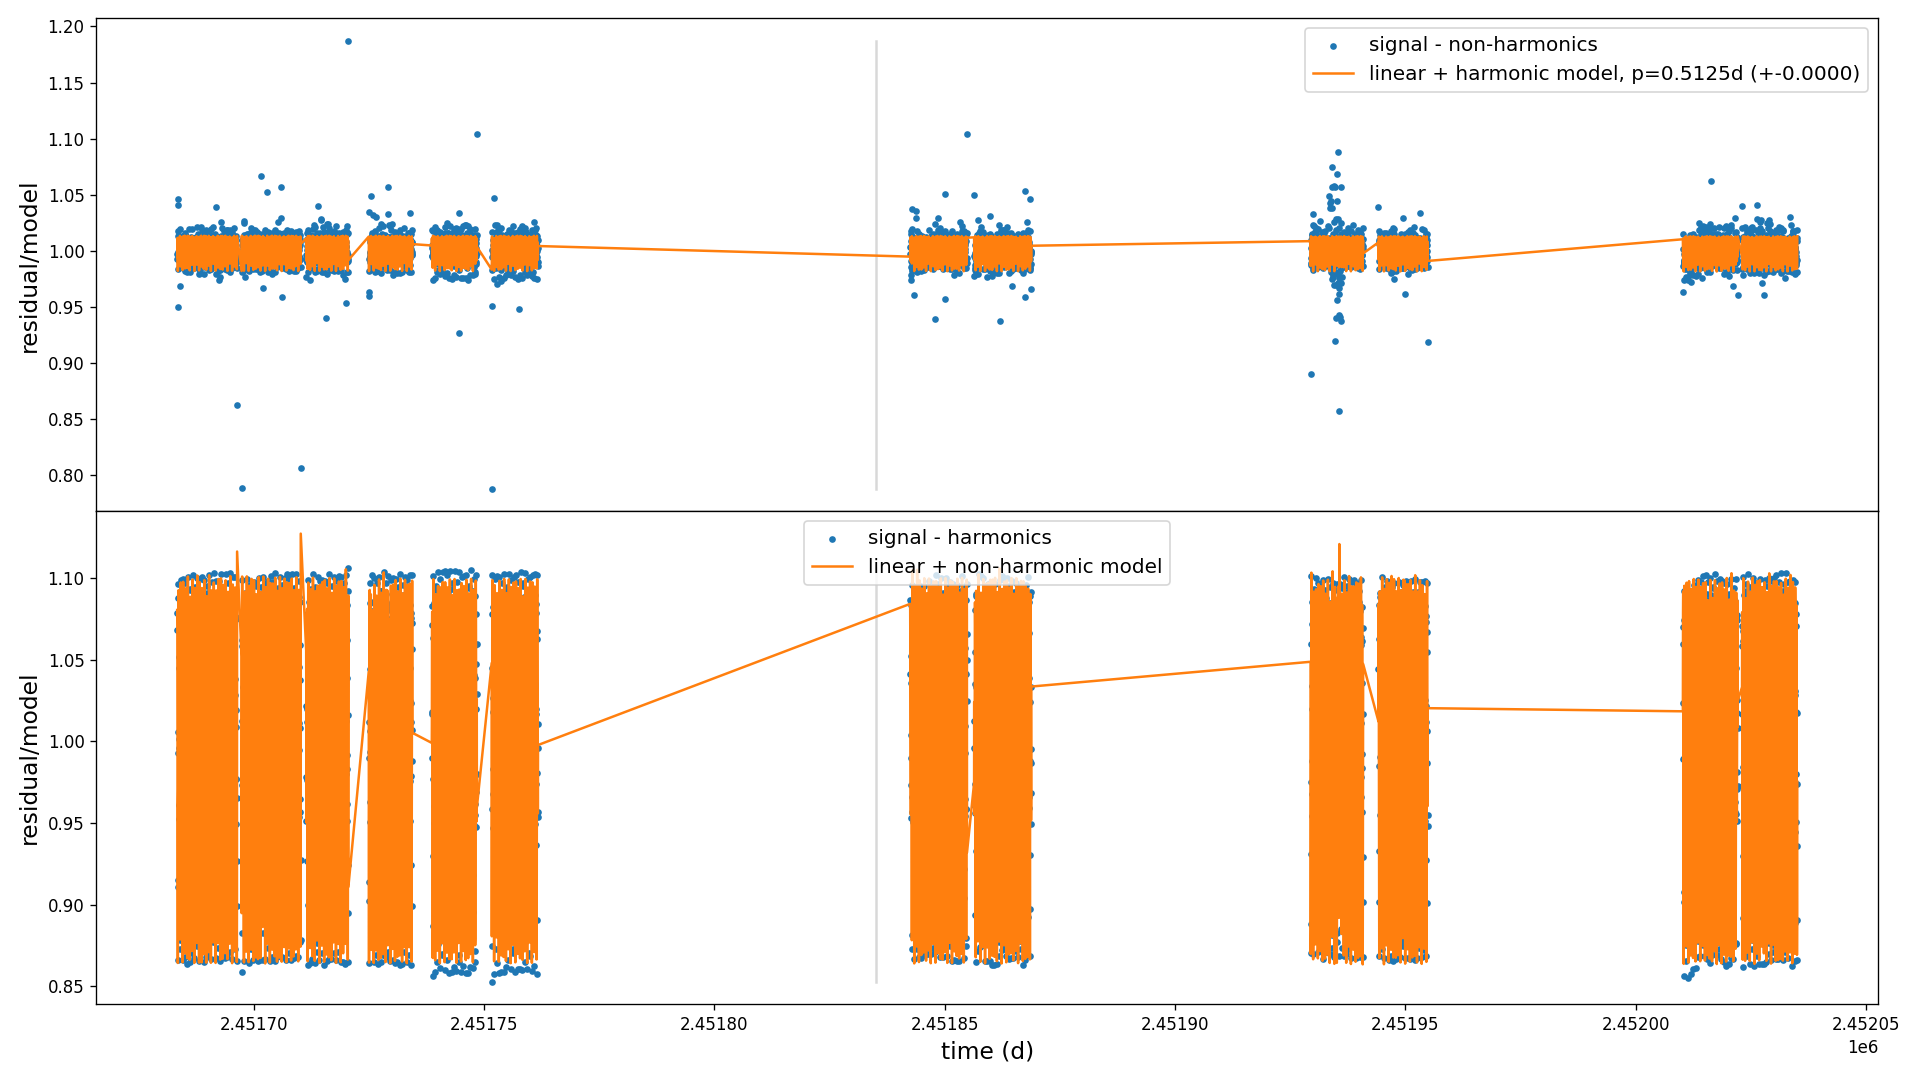 1.20
signal - non-harmonics
1.15
linear + harmonic model, p=0.5125d (+-0.0000)
1.10
1.05
1.00
0.95
0.90
0.85
0.80
residual/model
signal - harmonics
linear + non-harmonic model
1.10
1.05
1.00
0.95
0.90
0.85
residual/model
2.45170 2.45175 2.45180 2.45185 2.45190 2.45195 2.45200 2.45205
time (d)
1e6